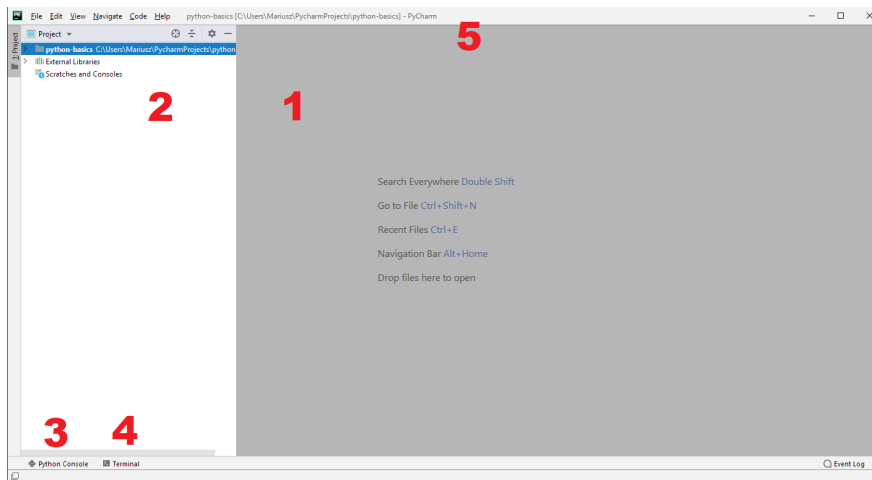 File Edit View Navigate Code Help python-basics [C:\Users\Mariusz\PycharmProjects\python-basics] - PyCharm
5
1: Project
Project
python-basics C:\Users\Mariusz\PycharmProjects\python
External Libraries
Scratches and Consoles
2 1
Search Everywhere Double Shift
Go to File Ctrl+Shift+N
Recent Files Ctrl+E
Navigation Bar Alt+Home
Drop files here to open
3 4
Python Console Terminal Event Log